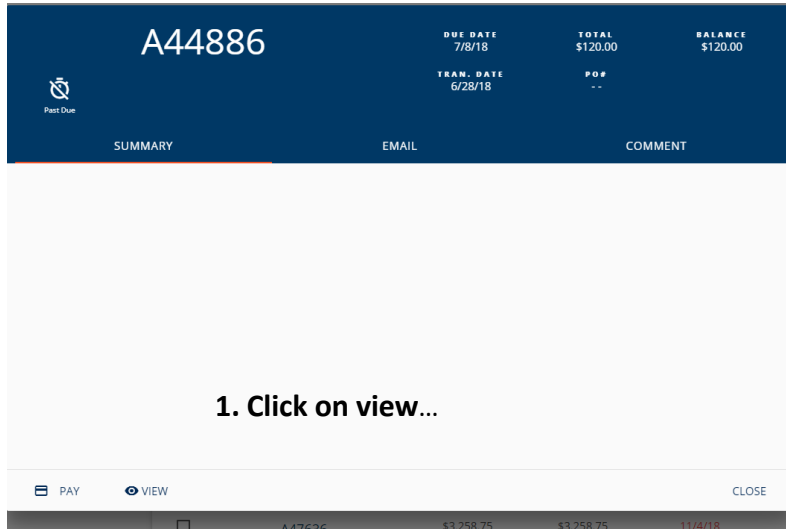 A44886
DUE DATE
7/8/18
TOTAL
$120.00
BALANCE
$120.00
TRAN. DATE
6/28/18
PO#
--
Past Due
SUMMARY EMAIL COMMENT
1. Click on view...
PAY VIEW CLOSE
A47636 $3,258.75 $3,258.75 11/4/18